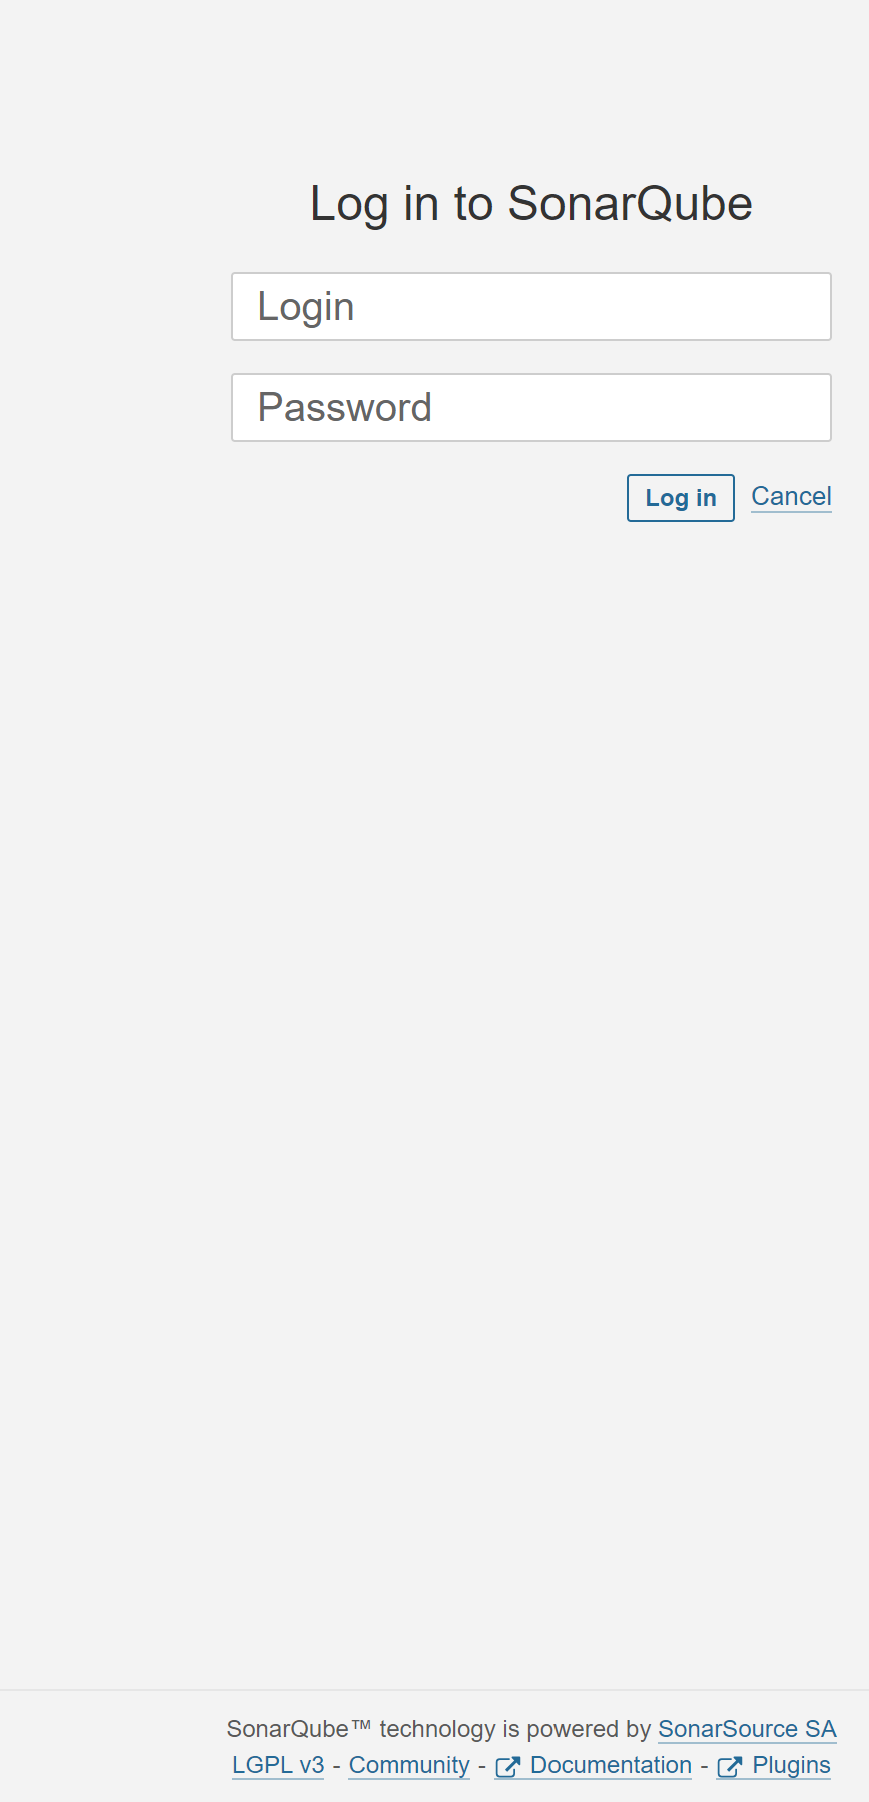 Log in to SonarQube
Login
Password
Log in Cancel
SonarQube™ technology is powered by SonarSource SA
LGPL v3 - Community - Documentation - Plugins